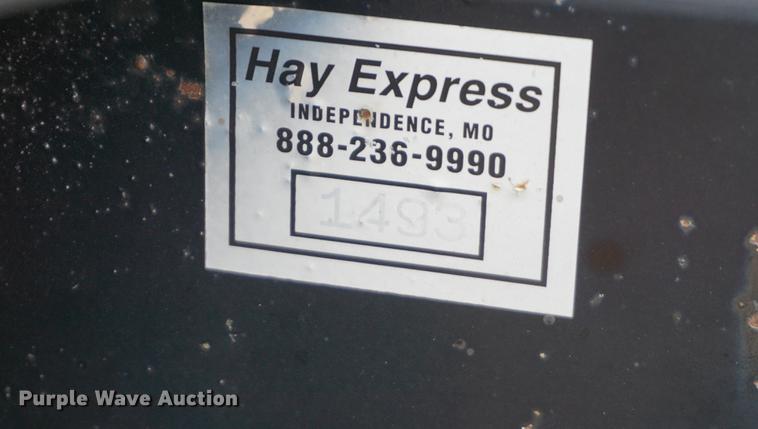 Hay Express
INDEPENDENCE, MO
888-236-9990
1493
Purple Wave Auction